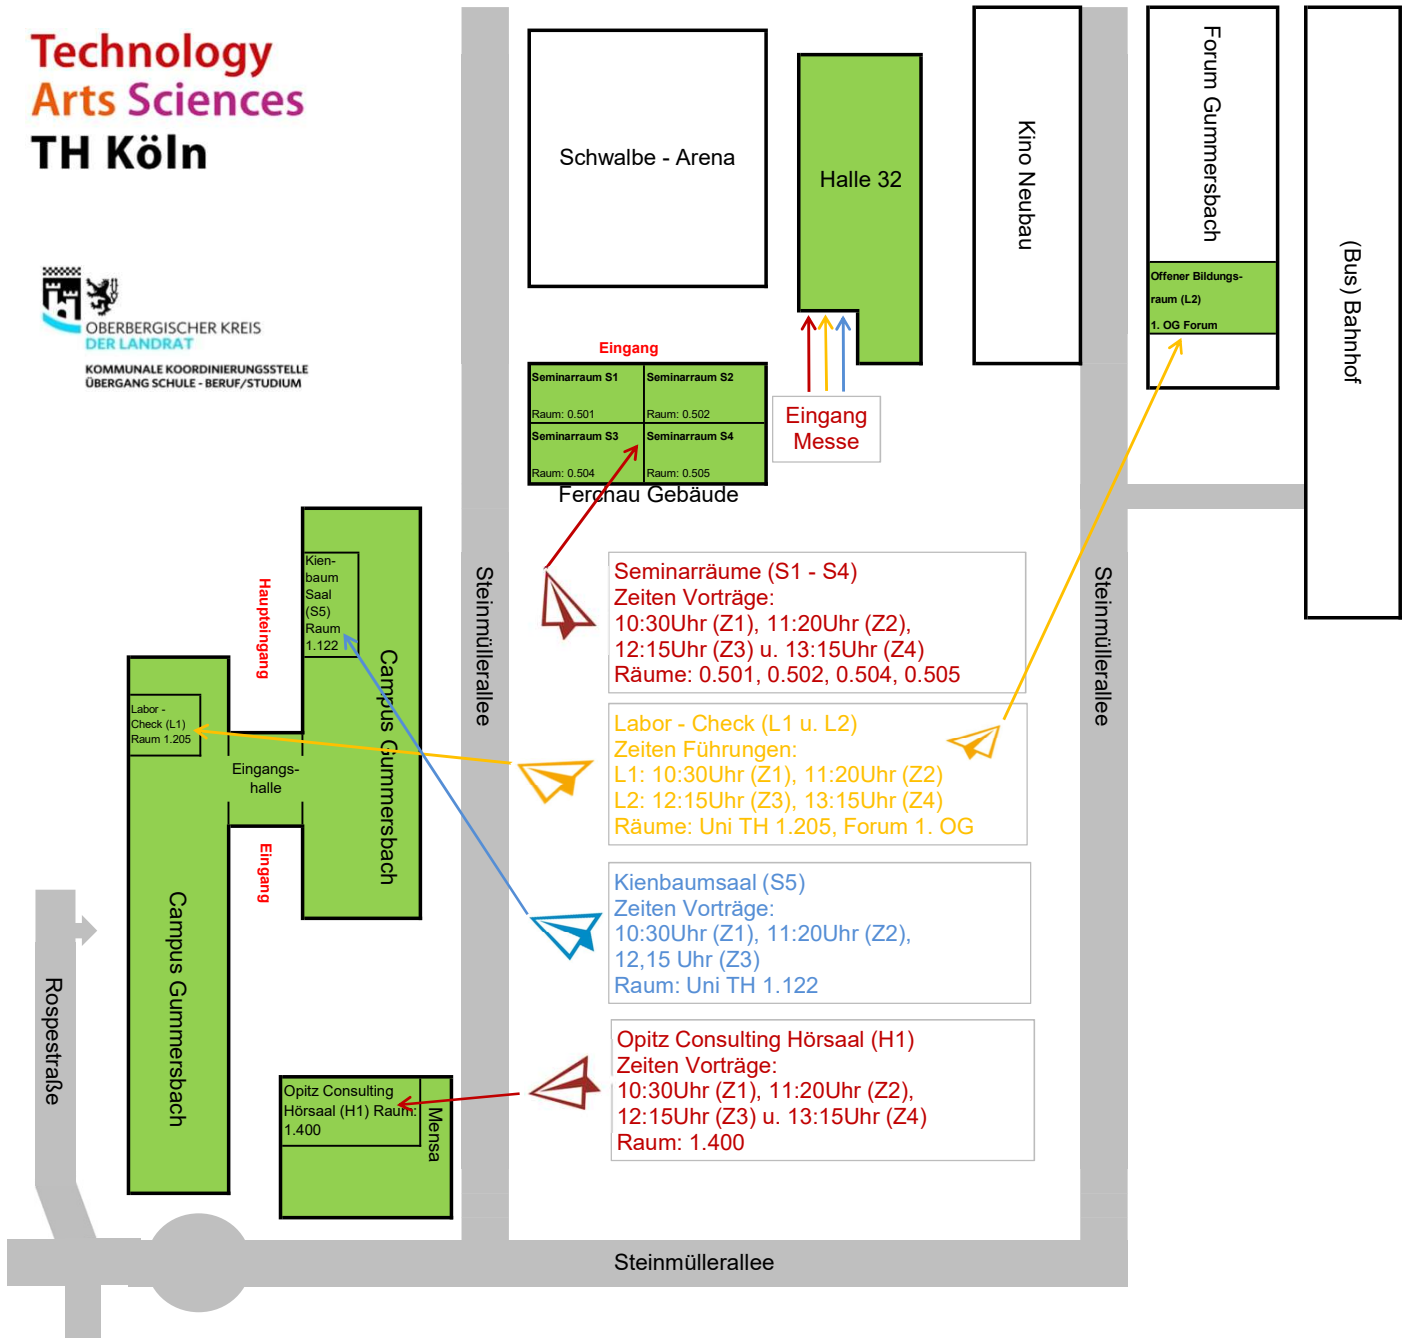 Technology
Arts Sciences
TH Köln
OBERBERGISCHER KREIS
DER LANDRAT
KOMMUNALE KOORDINIERUNGSSTELLE
ÜBERGANG SCHULE - BERUF/STUDIUM
Schwalbe - Arena
Halle 32
Kino Neubau
Forum Gummersbach
Offener Bildungs-
raum (L2)
1. OG Forum
(Bus) Bahnhof
Eingang
Seminarraum S1
Raum: 0.501
Seminarraum S2
Raum: 0.502
Seminarraum S3
Raum: 0.504
Seminarraum S4
Raum: 0.505
Ferchau Gebäude
Eingang
Messe
Kien-
baum
Saal
(S5)
Raum
1.122
Haupteingang
Campus Gummersbach
Labor -
Check (L1)
Raum 1.205
Eingangs-
halle
Eingang
Campus Gummersbach
Rospestraße
Steinmüllerallee
Steinmüllerallee
Seminarräume (S1 - S4)
Zeiten Vorträge:
10:30Uhr (Z1), 11:20Uhr (Z2),
12:15Uhr (Z3) u. 13:15Uhr (Z4)
Räume: 0.501, 0.502, 0.504, 0.505
Labor - Check (L1 u. L2)
Zeiten Führungen:
L1: 10:30Uhr (Z1), 11:20Uhr (Z2)
L2: 12:15Uhr (Z3), 13:15Uhr (Z4)
Räume: Uni TH 1.205, Forum 1. OG
Kienbaumsaal (S5)
Zeiten Vorträge:
10:30Uhr (Z1), 11:20Uhr (Z2),
12,15 Uhr (Z3)
Raum: Uni TH 1.122
Opitz Consulting Hörsaal (H1)
Zeiten Vorträge:
10:30Uhr (Z1), 11:20Uhr (Z2),
12:15Uhr (Z3) u. 13:15Uhr (Z4)
Raum: 1.400
Opitz Consulting
Hörsaal (H1) Raum:
1.400
Mensa
Steinmüllerallee